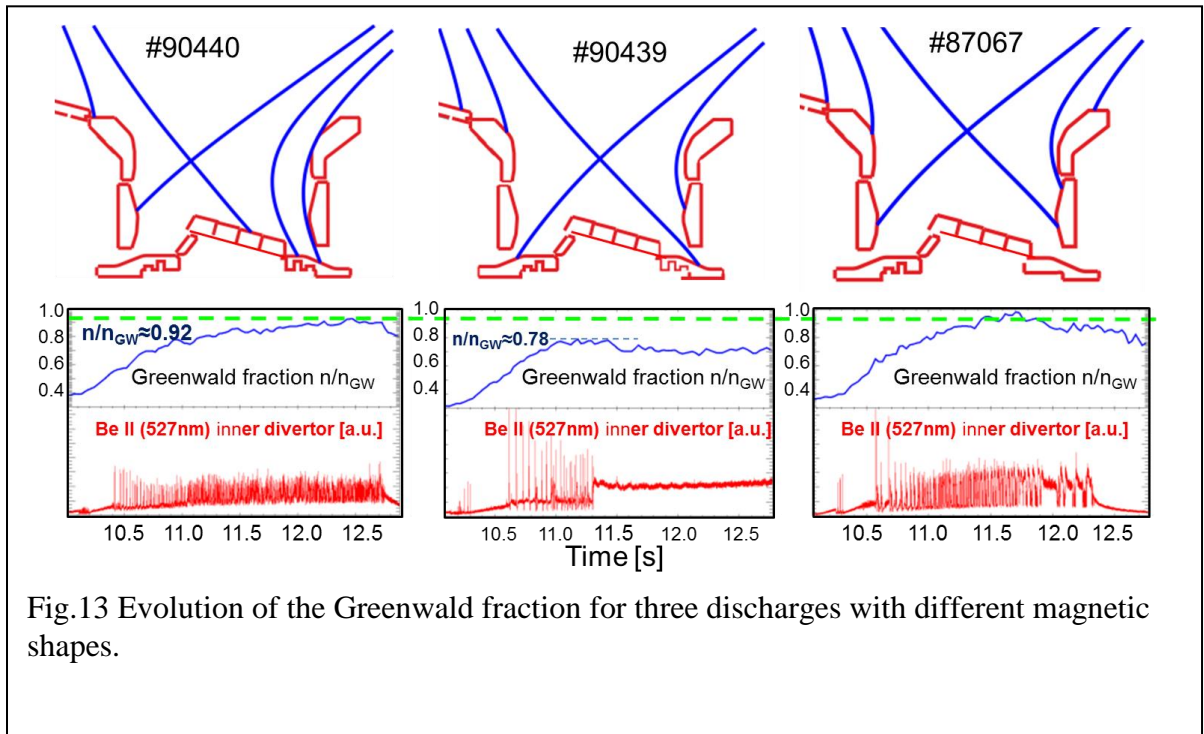 #90440
#90439
#87067
1.0
0.8
0.6
0.4
n/nGW≈0.92
Greenwald fraction n/nGW
Be II (527nm) inner divertor [a.u.]
10.5 11.0 11.5 12.0 12.5
1.0
0.8
0.6
0.4
n/nGW≈0.78
Greenwald fraction n/nGW
Be II (527nm) inner divertor [a.u.]
10.5 11.0 11.5 12.0 12.5
1.0
0.8
0.6
0.4
Greenwald fraction n/nGW
Be II (527nm) inner divertor [a.u.]
10.5 11.0 11.5 12.0 12.5
Time [s]
Fig.13 Evolution of the Greenwald fraction for three discharges with different magnetic
shapes.